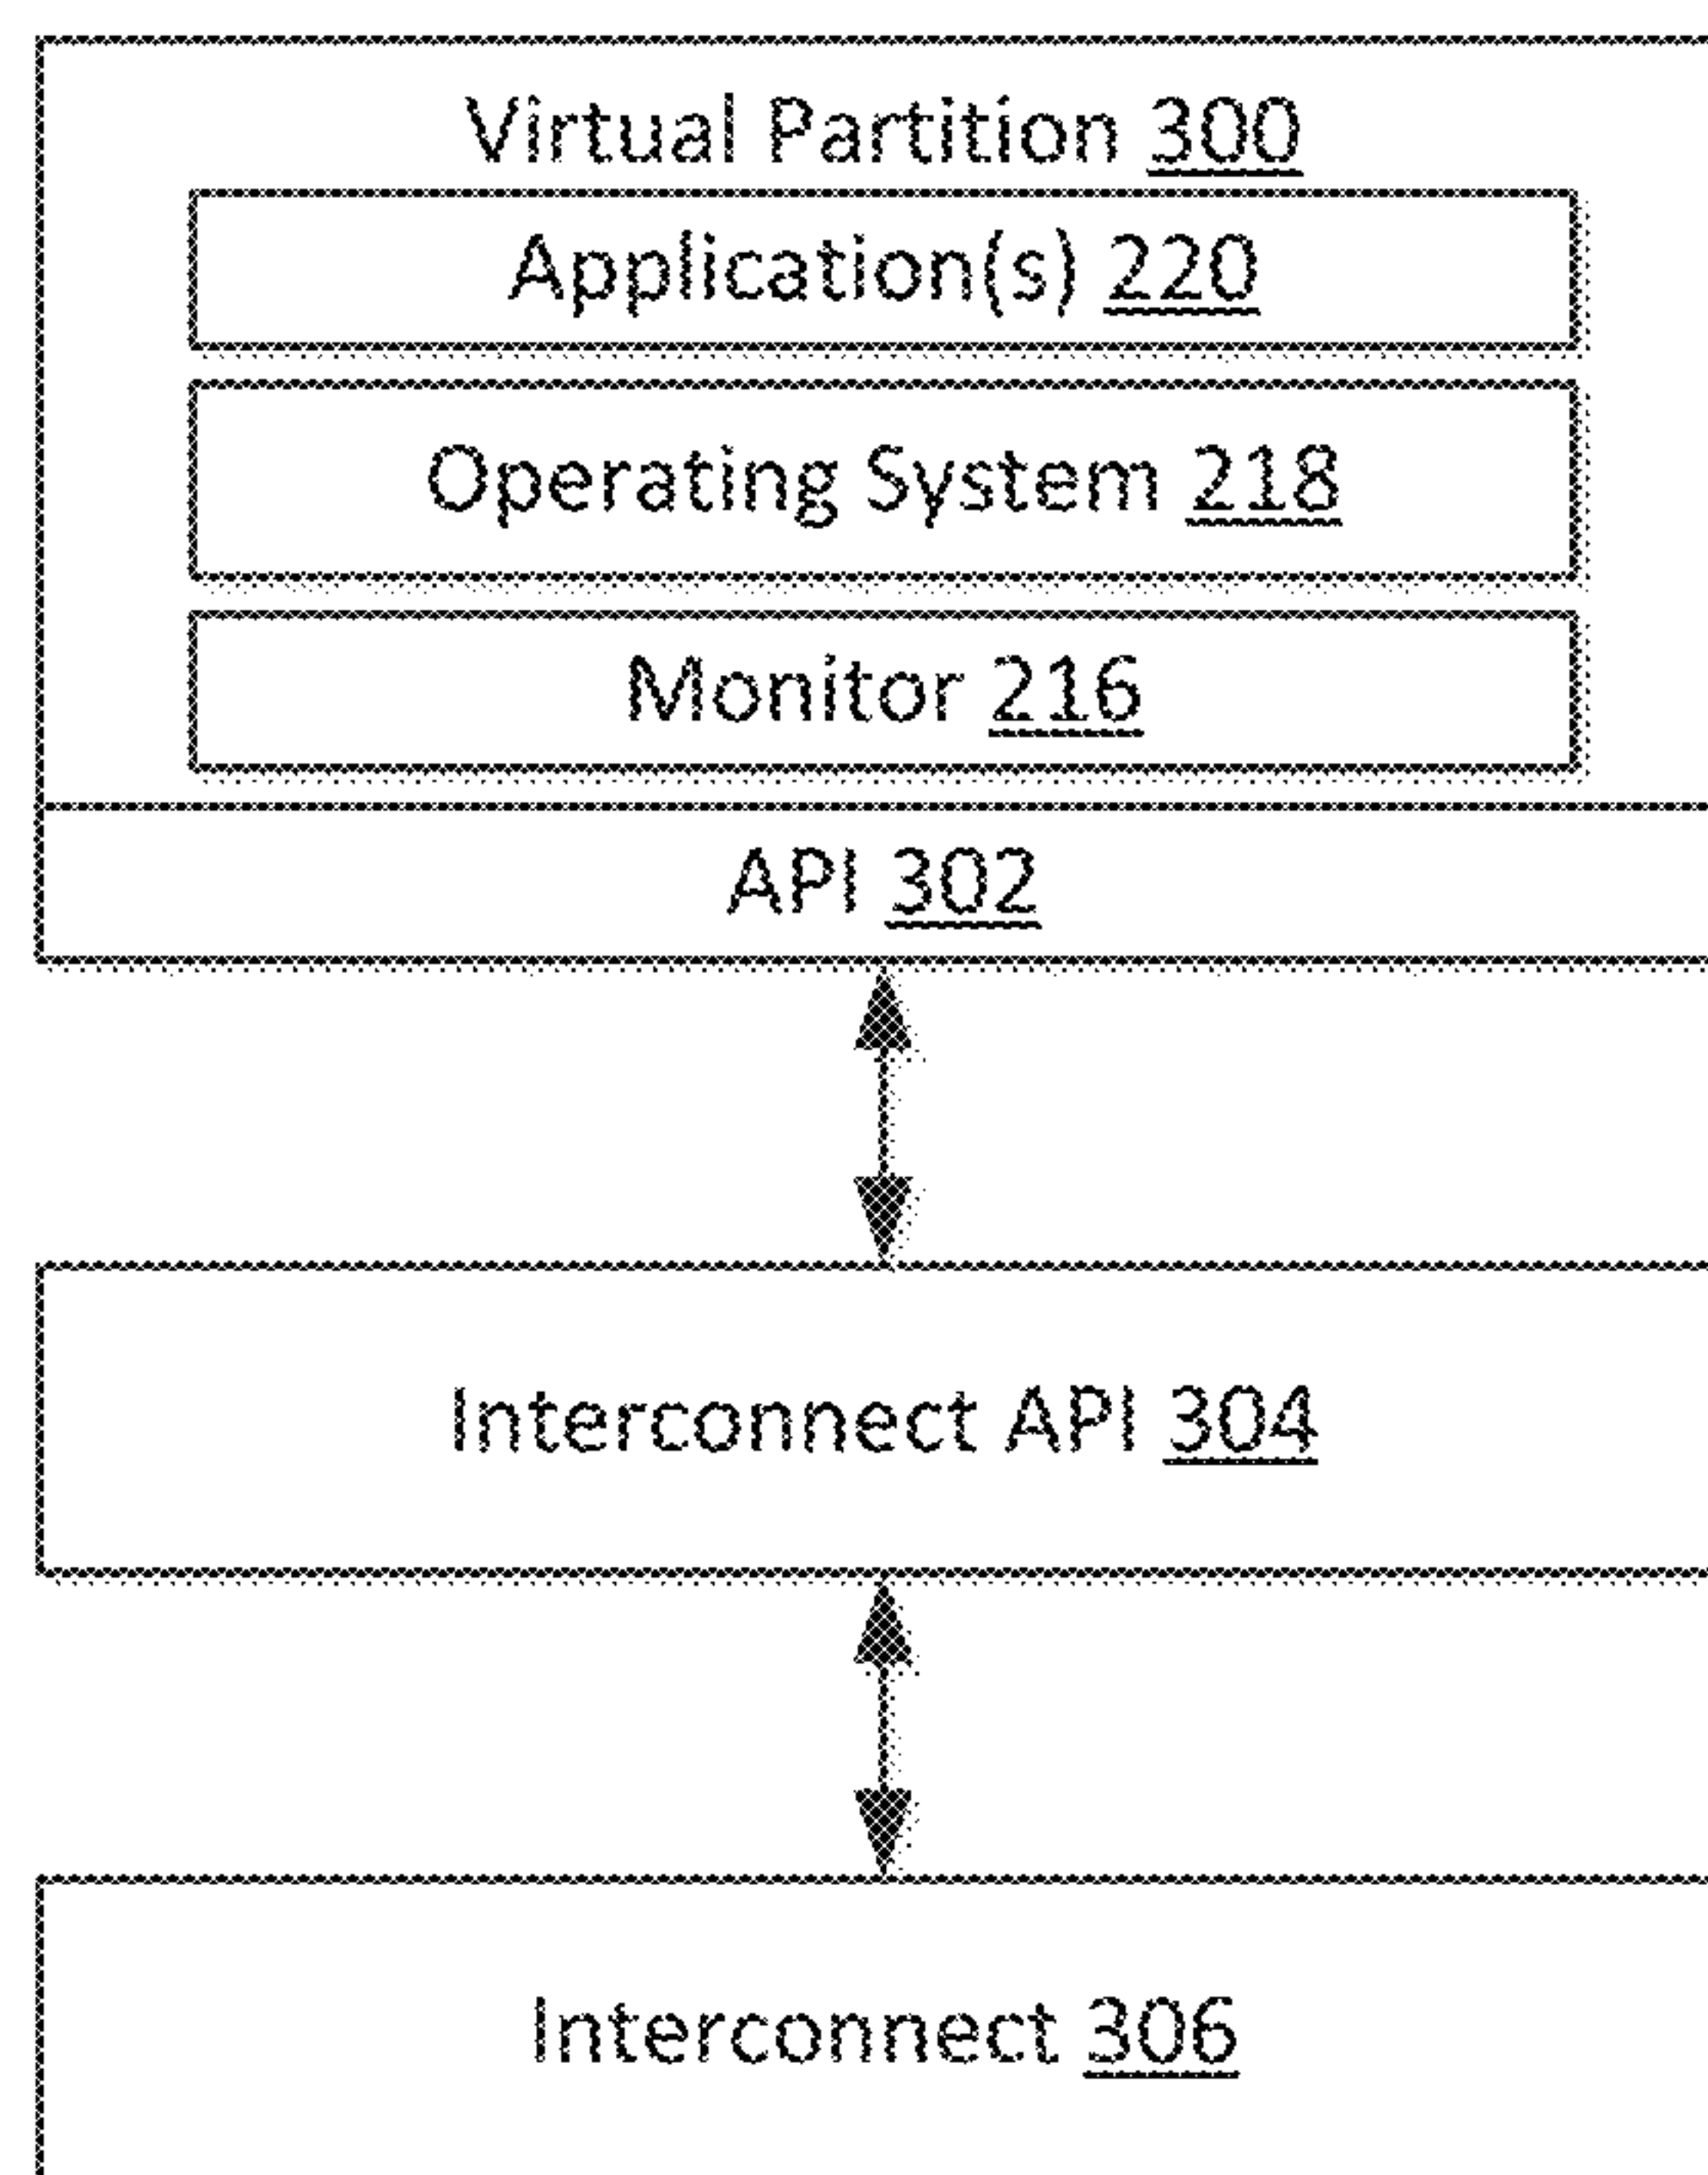 Virtual Partition 300
Application(s) 220
Operating System 218
Monitor 216
API 302
Interconnect API 304
Interconnect 306